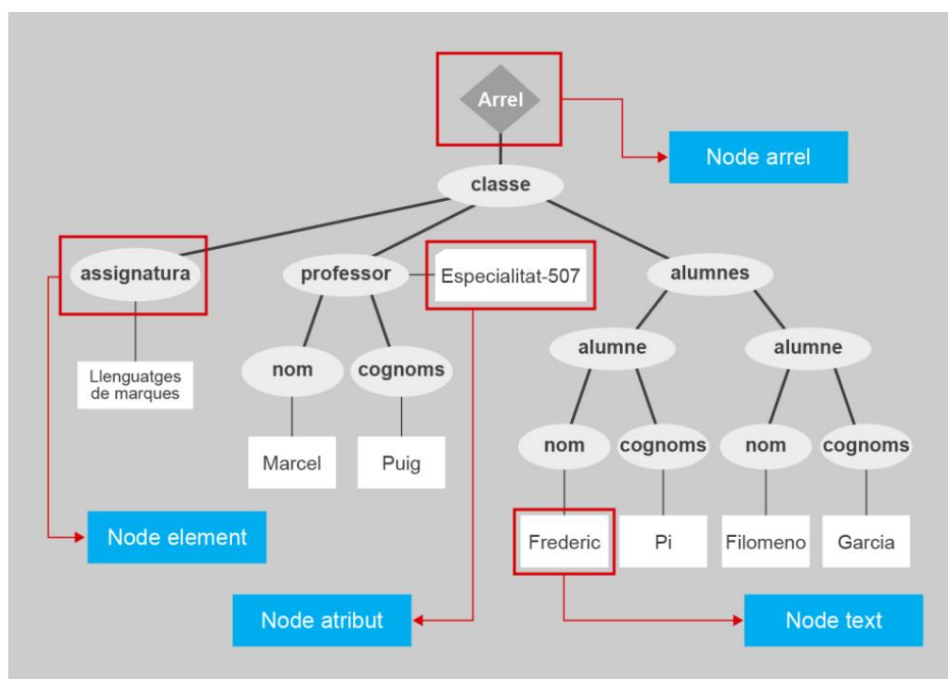 Arrel
Node arrel
classe
assignatura
professor
Especialitat-507
alumnes
Llenguatges
de marques
nom
cognoms
alumne
alumne
Marcel
Puig
nom
cognoms
nom
cognoms
Frederic
Pi
Filomeno
Garcia
Node element
Node atribut
Node text